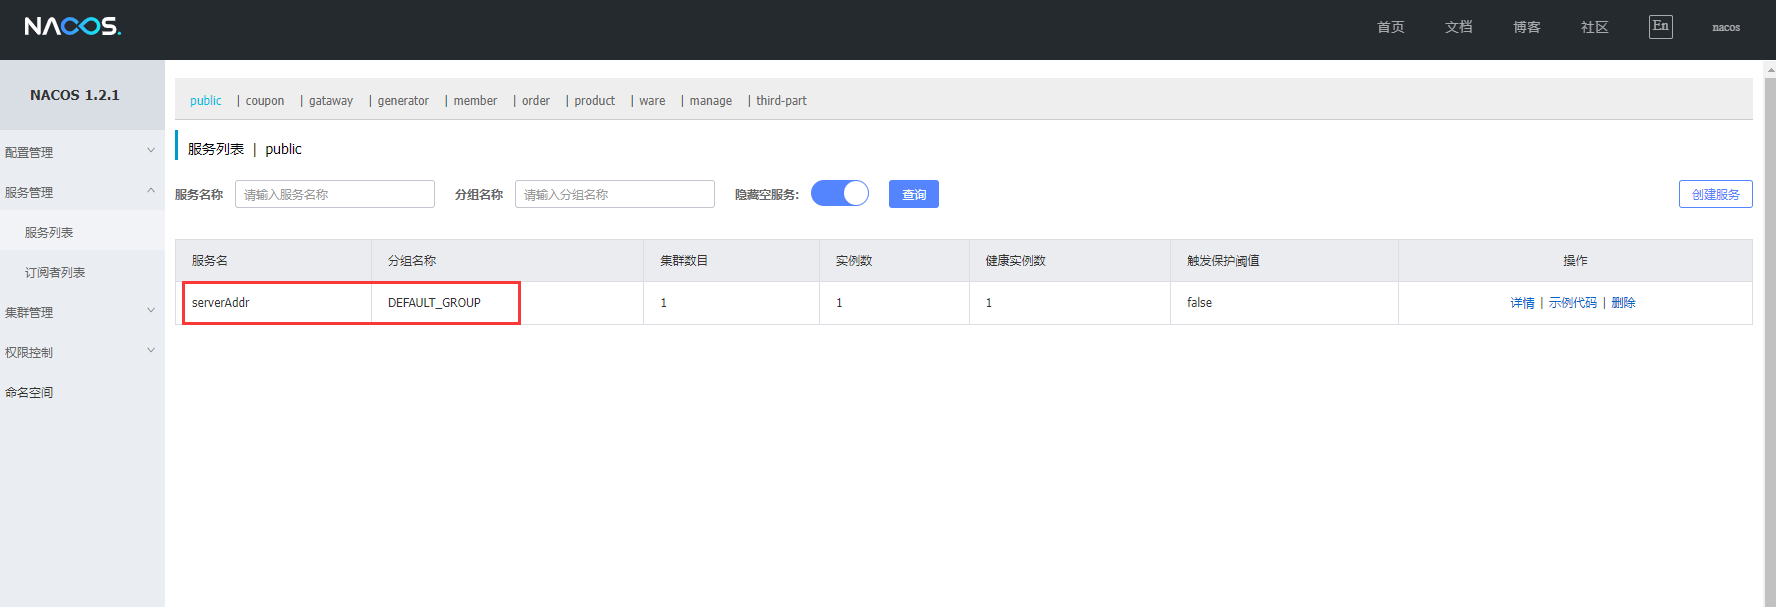 NACOS. 首页 文档 博客 社区 En nacos
NACOS 1.2.1
配置管理
服务管理
服务列表
订阅者列表
集群管理
权限控制
命名空间
public | coupon | gataway | generator | member | order | product | ware | manage | third-part
服务列表 | public
服务名称 请输入服务名称 分组名称 请输入分组名称 隐藏空服务: 查询 创建服务
服务名 分组名称 集群数目 实例数 健康实例数 触发保护阈值 操作
serverAddr DEFAULT_GROUP 1 1 1 false 详情 | 示例代码 | 删除